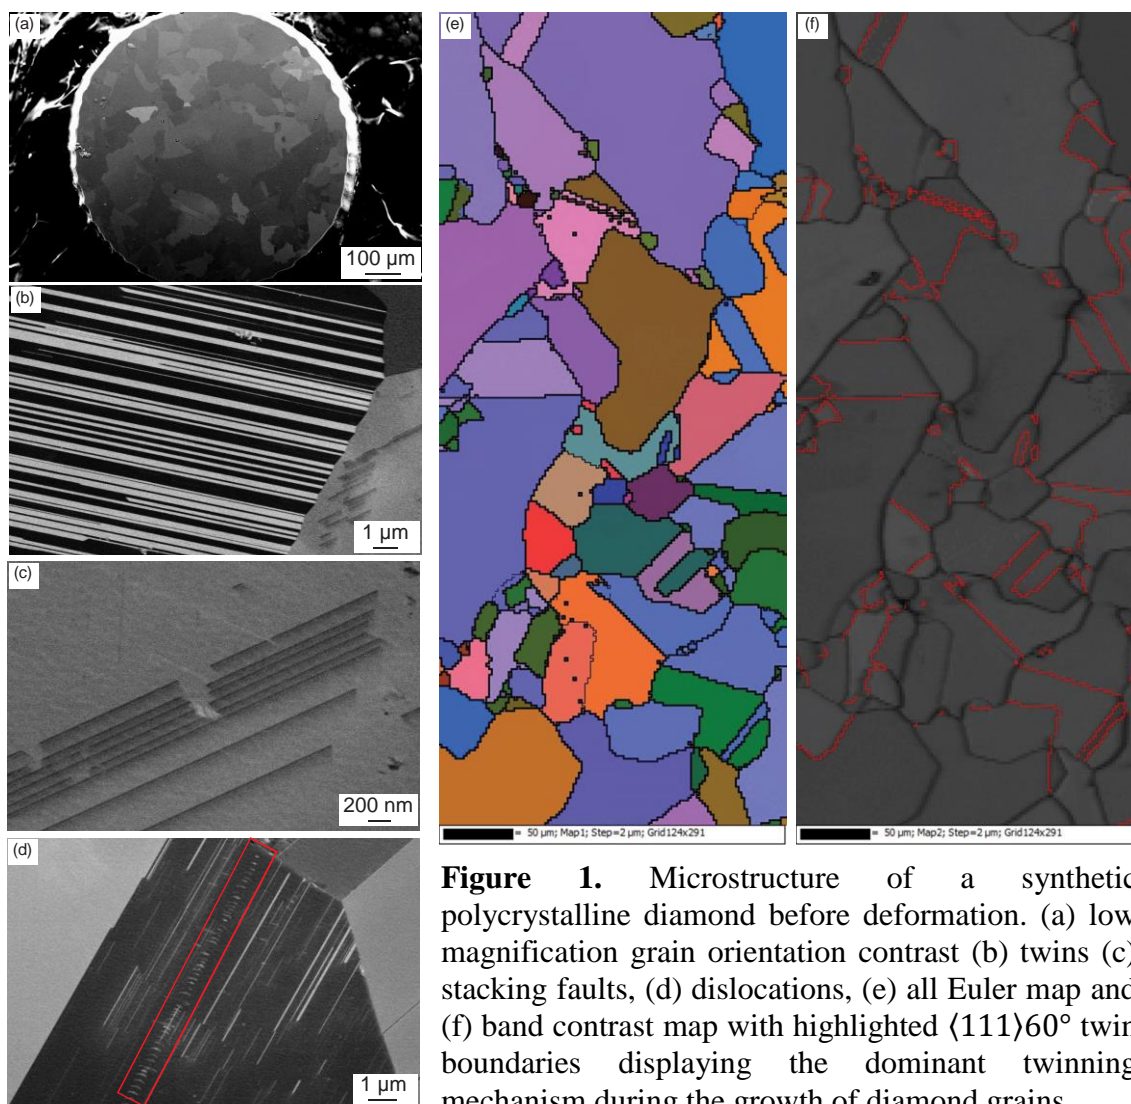 (a)
100 µm
(b)
1 µm
(c)
200 nm
(d)
1 µm
(e)
= 50 µm; Map1; Step=2 µm; Grid124x291
(f)
= 50 µm; Map2; Step=2 µm; Grid124x291
Figure 1. Microstructure of a synthetic
polycrystalline diamond before deformation. (a) low
magnification grain orientation contrast (b) twins (c)
stacking faults, (d) dislocations, (e) all Euler map and
(f) band contrast map with highlighted ⟨111⟩60° twin
boundaries displaying the dominant twinning
mechanism during the growth of diamond grains